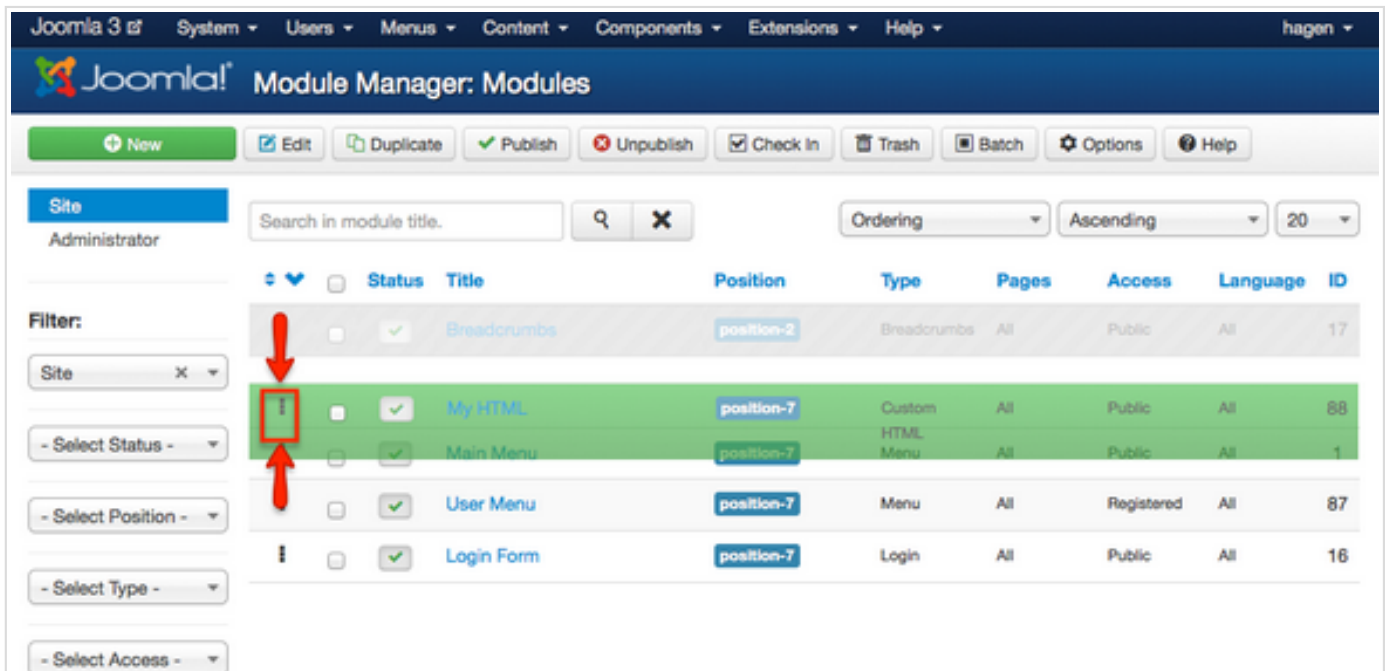 Joomla 3 System Users Menus Content Components Extensions Help hagen
Joomla! Module Manager: Modules
New Edit Duplicate Publish Unpublish Check In Trash Batch Options Help
Site
Administrator
Search in module title. Ordering Ascending 20
Status Title Position Type Pages Access Language ID
Filter:
Breadcrumbs position-2 Breadcrumbs All Public All 17
Site
My HTML position-7 Custom HTML All Public All 88
- Select Status -
Main Menu position-7 Menu All Public All 1
- Select Position -
User Menu position-7 Menu All Registered All 87
Login Form position-7 Login All Public All 16
- Select Type -
- Select Access -